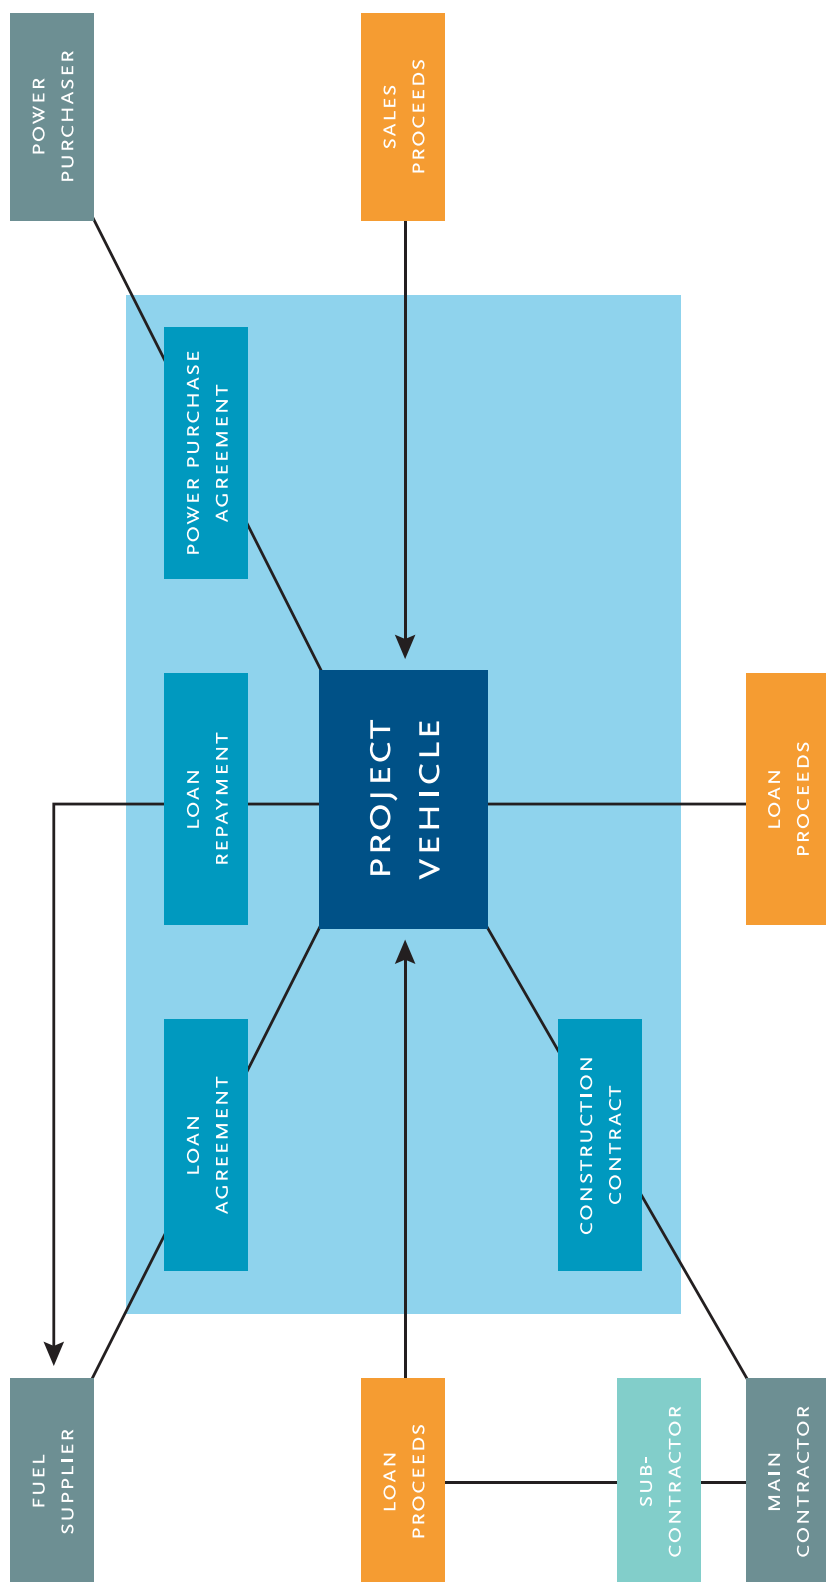 FUEL
SUPPLIER
POWER
PURCHASER
LOAN
AGREEMENT
LOAN
REPAYMENT
POWER PURCHASE
AGREEMENT
LOAN
PROCEEDS
PROJECT
VEHICLE
SALES
PROCEEDS
CONSTRUCTION
CONTRACT
SUB-
CONTRACTOR
MAIN
CONTRACTOR
LOAN
PROCEEDS